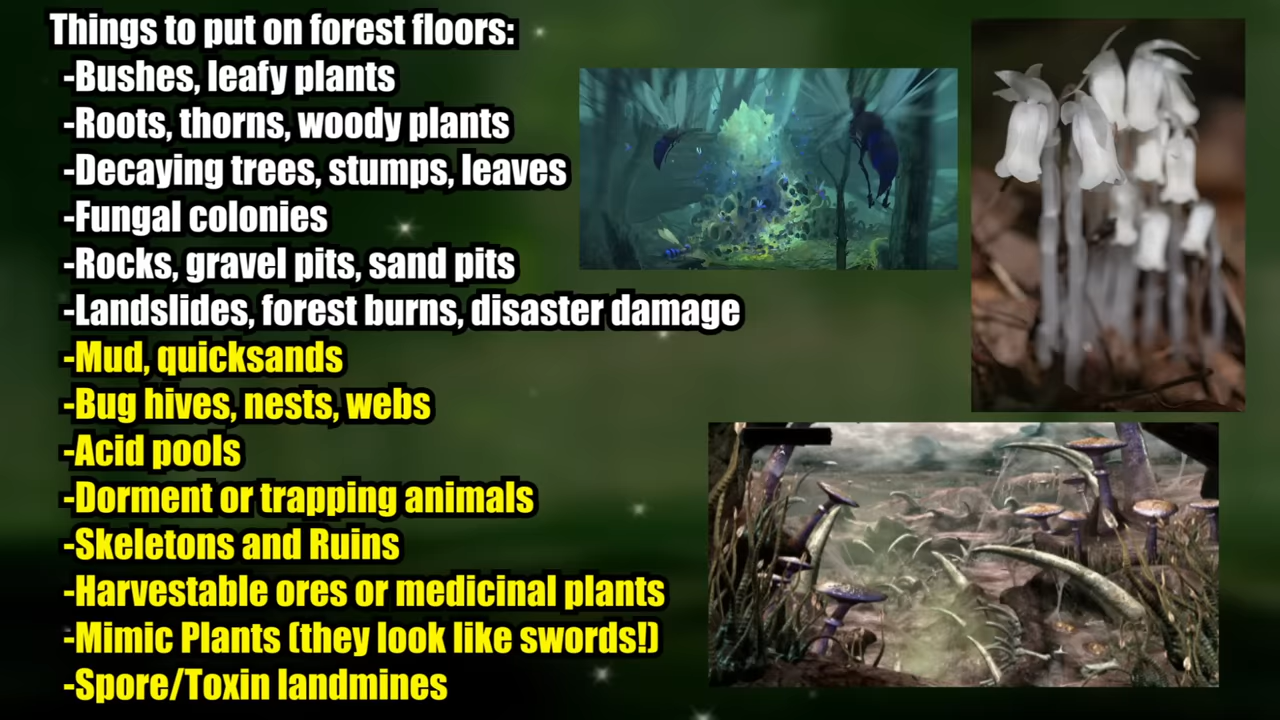 Things to put on forest floors:
-Bushes, leafy plants
-Roots, thorns, woody plants
-Decaying trees, stumps, leaves
-Fungal colonies
-Rocks, gravel pits, sand pits
-Landslides, forest burns, disaster damage
-Mud, quicksands
-Bug hives, nests, webs
-Acid pools
-Dorment or trapping animals
-Skeletons and Ruins
-Harvestable ores or medicinal plants
-Mimic Plants (they look like swords!)
-Spore/Toxin landmines